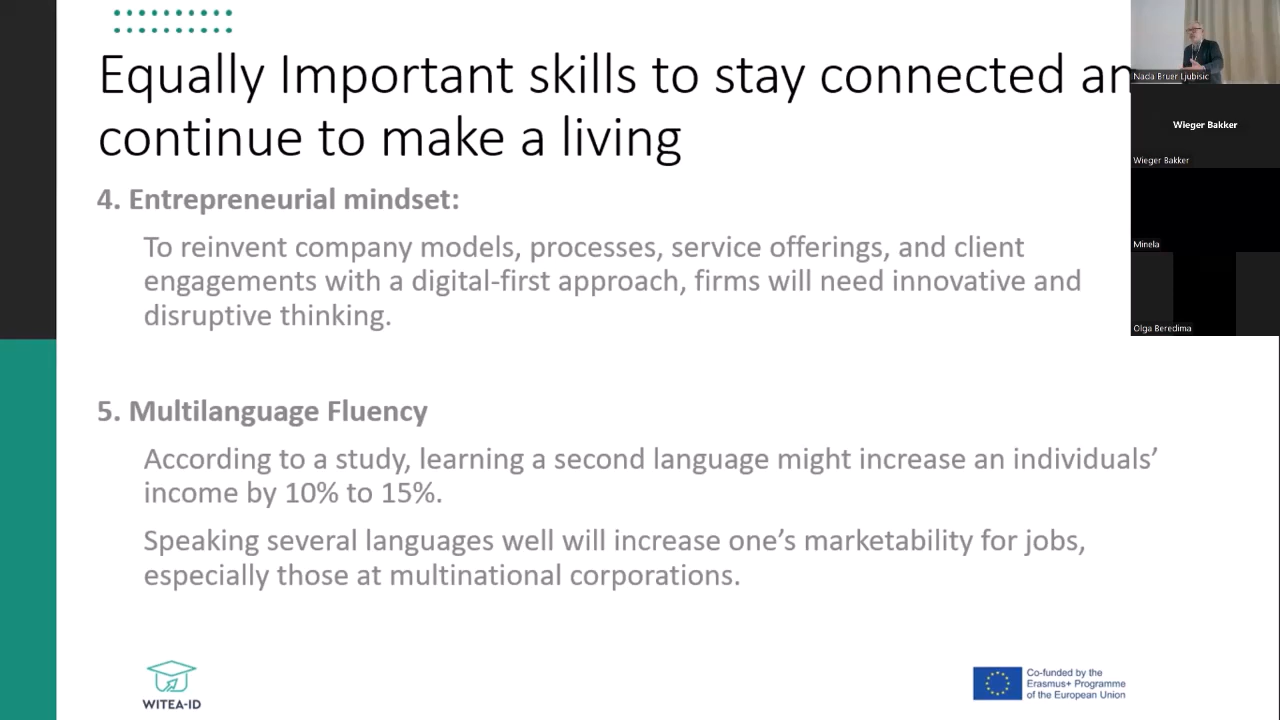 Equally Important skills to stay connected an
continue to make a living
4. Entrepreneurial mindset:
To reinvent company models, processes, service offerings, and client
engagements with a digital-first approach, firms will need innovative and
disruptive thinking.
5. Multilanguage Fluency
According to a study, learning a second language might increase an individuals’
income by 10% to 15%.
Speaking several languages well will increase one’s marketability for jobs,
especially those at multinational corporations.
WITEA-ID
Co-funded by the
Erasmus+ Programme
of the European Union
Nada Bruer Ljubisic
Wieger Bakker
Wieger Bakker
Minela
Olga Beredima